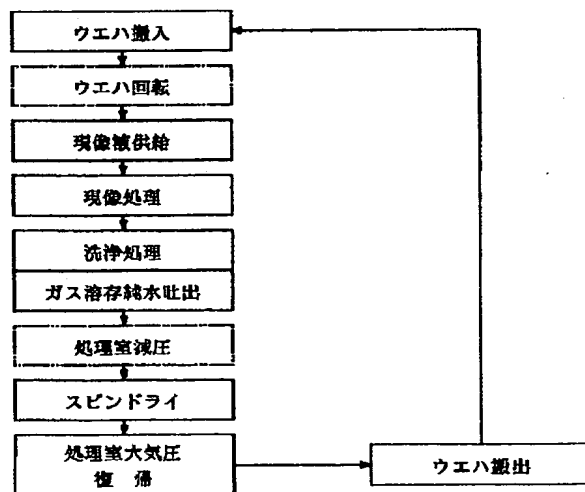 ウエハ搬入
ウエハ回転
現像液供給
現像処理
洗浄処理
ガス溶存純水吐出
処理室減圧
スピンドライ
処理室大気圧
復 帰
ウエハ搬出